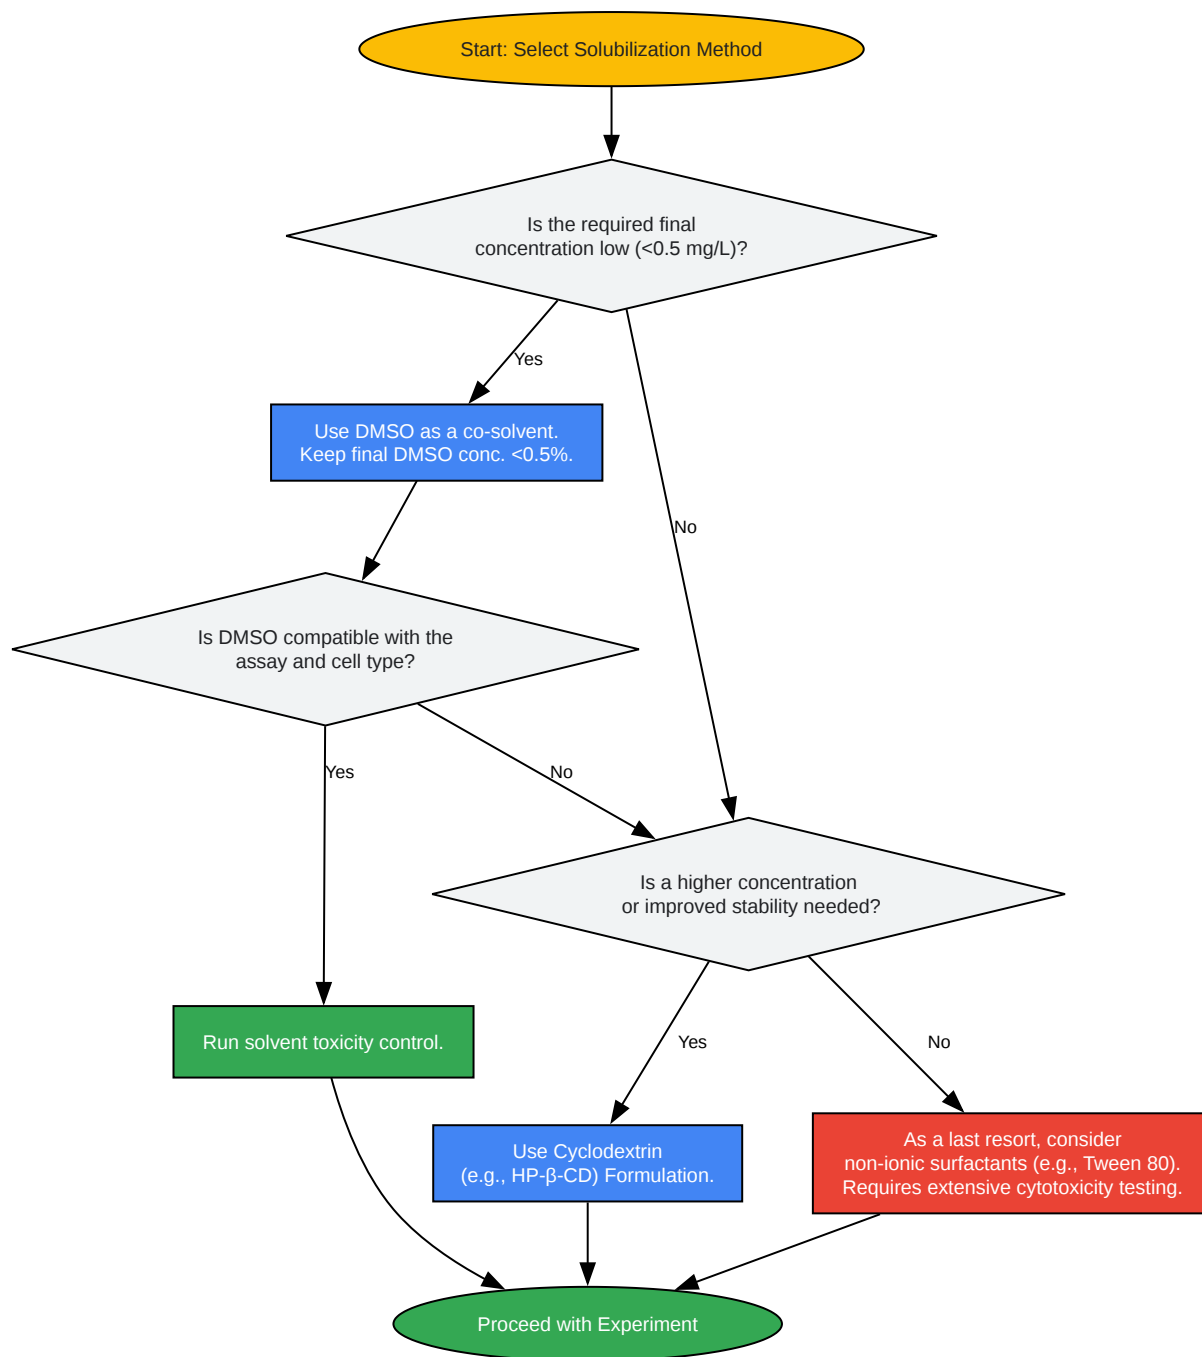 Start: Select Solubilization Method
Is the required final
concentration low (<0.5 mg/L)?
Yes
Use DMSO as a co-solvent.
Keep final DMSO conc. <0.5%.
No
Is DMSO compatible with the
assay and cell type?
Yes
No
Is a higher concentration
or improved stability needed?
Run solvent toxicity control.
Yes
No
Use Cyclodextrin
(e.g., HP-β-CD) Formulation.
As a last resort, consider
non-ionic surfactants (e.g., Tween 80).
Requires extensive cytotoxicity testing.
Proceed with Experiment